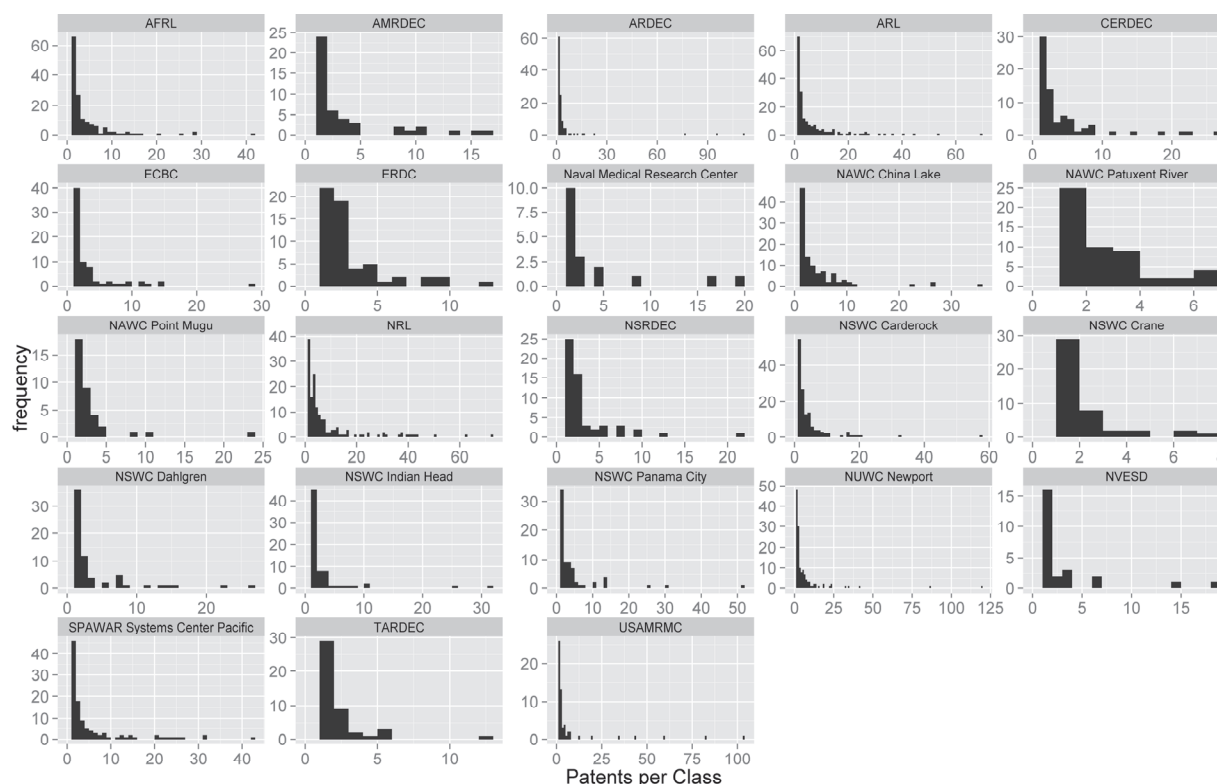 AFRL AMRDEC ARDEC ARL CERDEC
60 40 20 0
25 20 15 10 5 0
60 40 20 0
60 40 20 0
30 20 10 0
0 10 20 30 40
0 5 10 15
0 30 60 90
0 20 40 60
0 10 20
ECBC ERDC Naval Medical Research Center NAWC China Lake NAWC Patuxent River
40 30 20 10 0
20 15 10 5 0
10.0 7.5 5.0 2.5 0.0
40 30 20 10 0
25 20 15 10 5 0
0 10 20 30
0 5 10
0 5 10 15 20
0 10 20 30
0 2 4 6
NAWC Point Mugu NRL NSRDEC NSWC Carderock NSWC Crane
frequency
15 10 5 0
40 30 20 10 0
25 20 15 10 5 0
40 20 0
30 20 10 0
0 5 10 15 20 25
0 20 40 60
0 5 10 15 20
0 20 40 60
2 4 6 8
NSWC Dahlgren NSWC Indian Head NSWC Panama City NUWC Newport NVESD
30 20 10 0
40 30 20 10 0
30 20 10 0
50 40 30 20 10 0
15 10 5 0
0 10 20
0 10 20 30
0 10 20 30 40 50
0 25 50 75 100 125
0 5 10 15
SPAWAR Systems Center Pacific TARDEC USAMRMC
40 30 20 10 0
30 20 10 0
20 10 0
0 10 20 30 40
0 5 10
0 25 50 75 100
Patents per Class